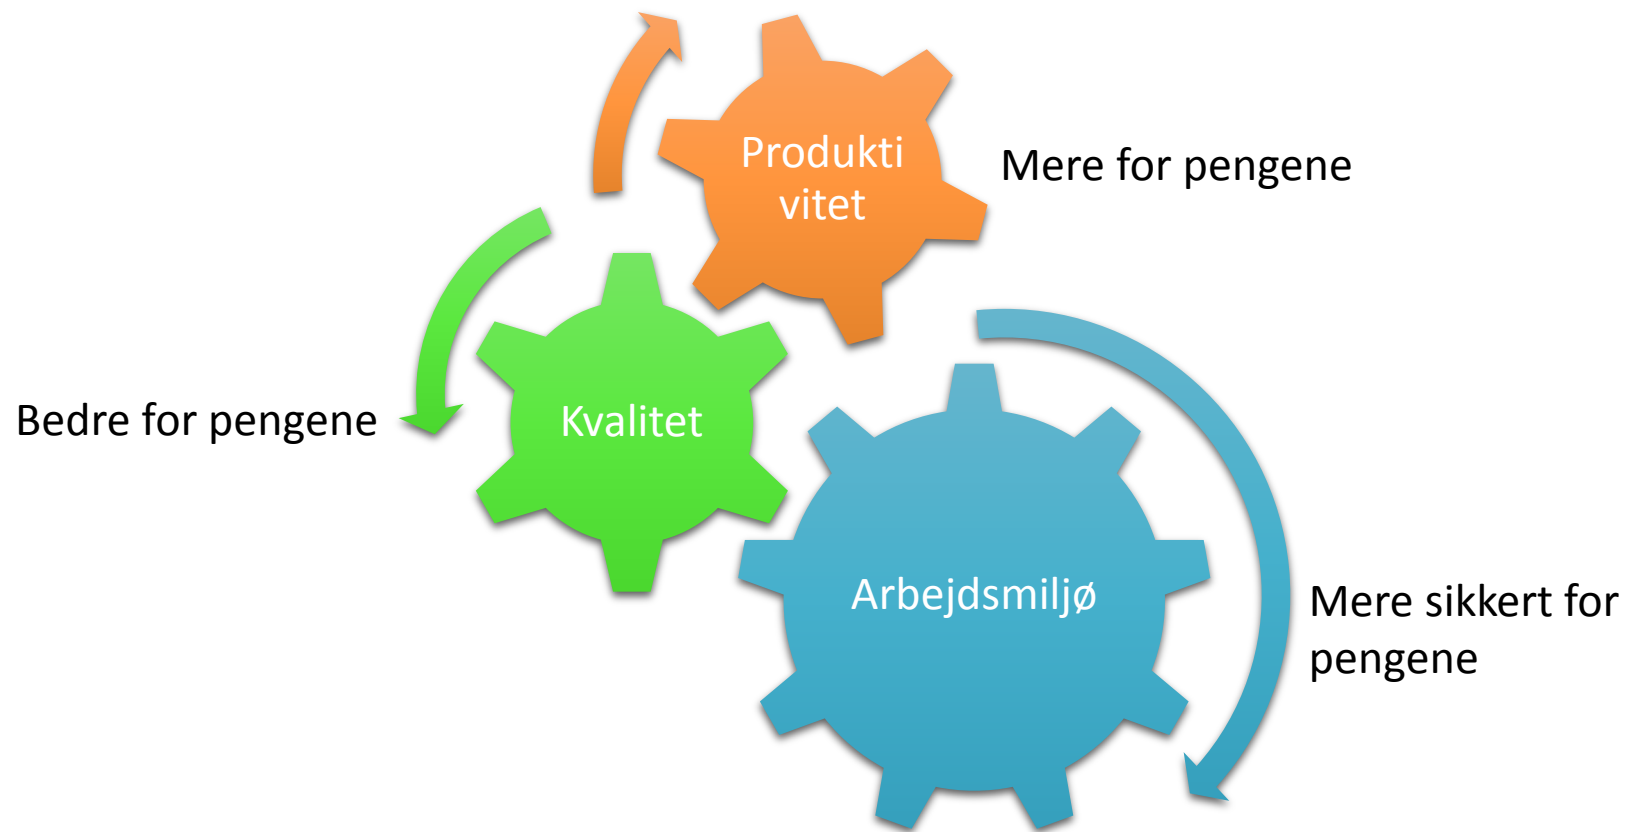 Produkti
vitet
Mere for pengene
Bedre for pengene
Kvalitet
Arbejdsmiljø
Mere sikkert for
pengene